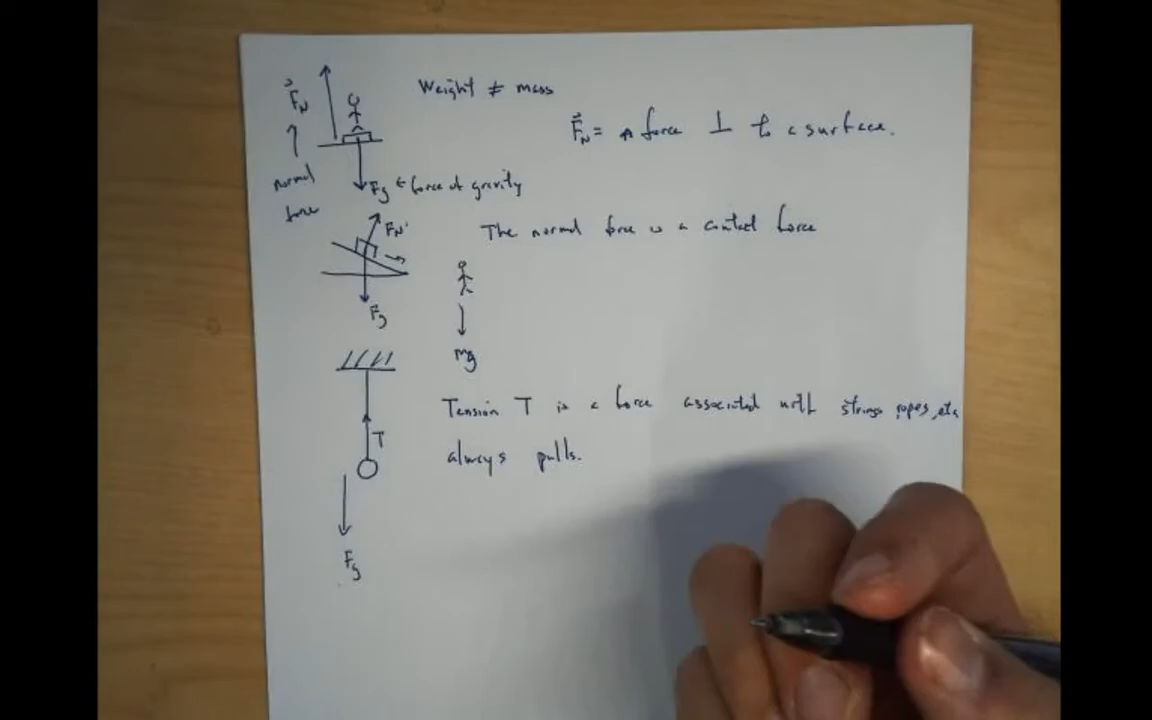 Weight ≠ mass
F⃗N
F⃗N = A force ⊥ to a surface.
normal
force
Fg ← force of gravity
FN'
The normal force is a contact force
Fg
mg
Tension T is a force associated with strings, ropes, etc.
T
always pulls.
Fg